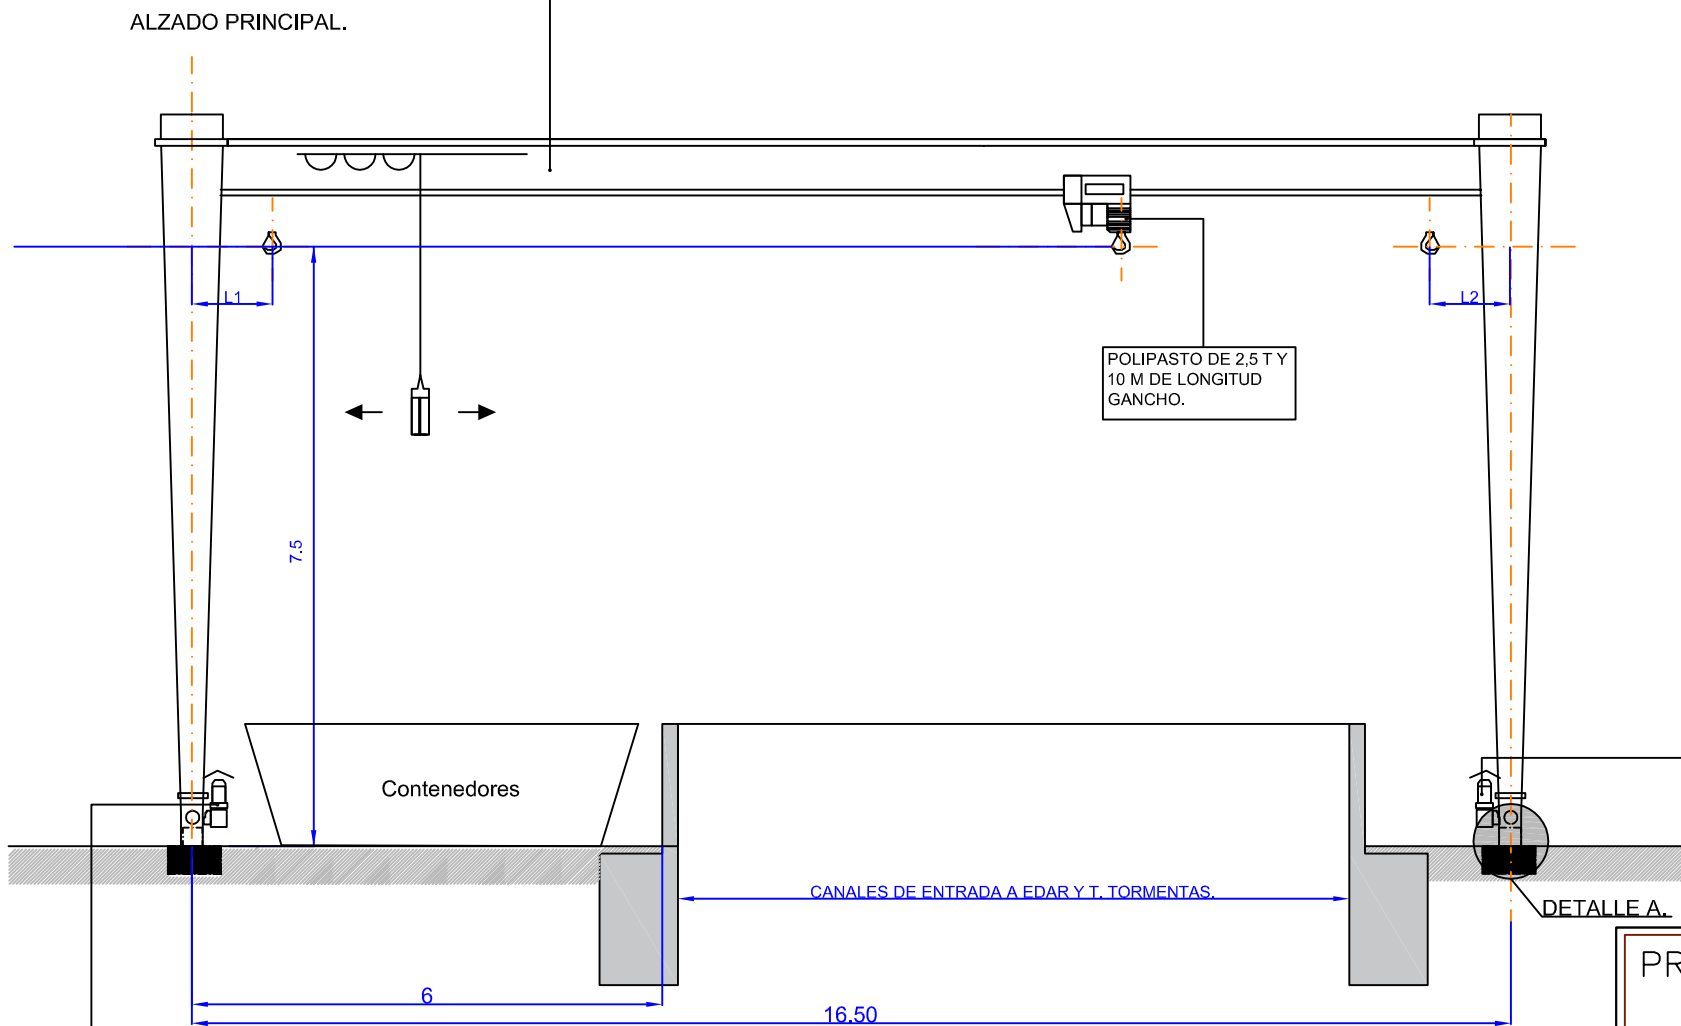 ALZADO PRINCIPAL.
L1
L2
POLIPASTO DE 2,5 T Y
10 M DE LONGITUD
GANCHO.
7.5
Contenedores
CANALES DE ENTRADA A EDAR Y T. TORMENTAS.
DETALLE A.
PR
6
16.50